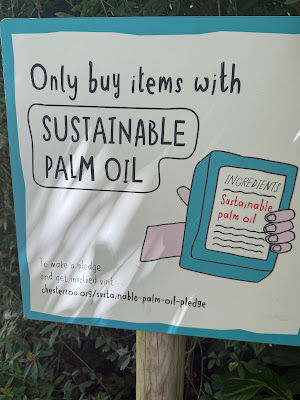 Only buy items with
SUSTAINABLE
PALM OIL
INGREDIENTS
Sustainable
palm oil
To make a pledge
and get involved visit
chesterzoo.org/sustainable-palm-oil-pledge